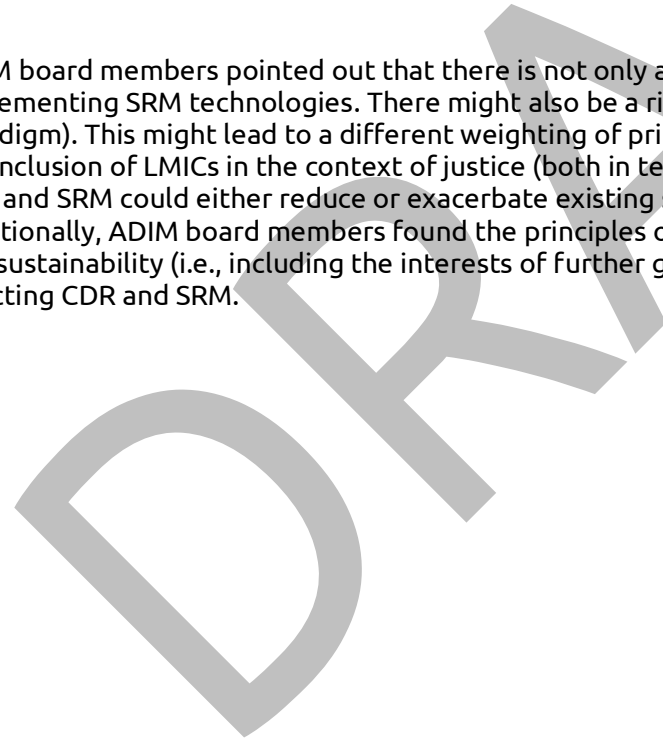 M board members pointed out that there is not only a
ementing SRM technologies. There might also be a ri
digm). This might lead to a different weighting of pri
nclusion of LMICs in the context of justice (both in te
and SRM could either reduce or exacerbate existing s
tionally, ADIM board members found the principles o
sustainability (i.e., including the interests of further g
cting CDR and SRM.
DRA